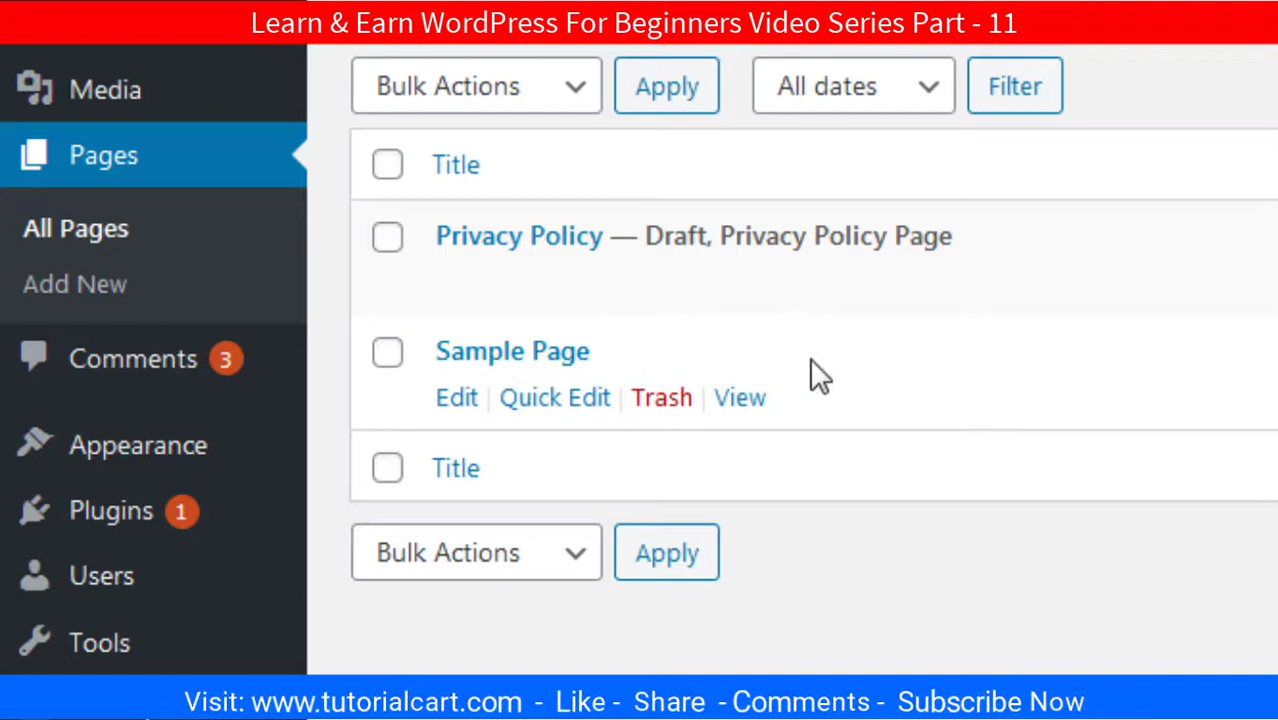 Learn & Earn WordPress For Beginners Video Series Part - 11
Media
Pages
All Pages
Add New
Comments 3
Appearance
Plugins 1
Users
Tools
Bulk Actions Apply All dates Filter
Title
Privacy Policy — Draft, Privacy Policy Page
Sample Page
Edit | Quick Edit | Trash | View
Title
Bulk Actions Apply
Visit: www.tutorialcart.com - Like - Share - Comments - Subscribe Now